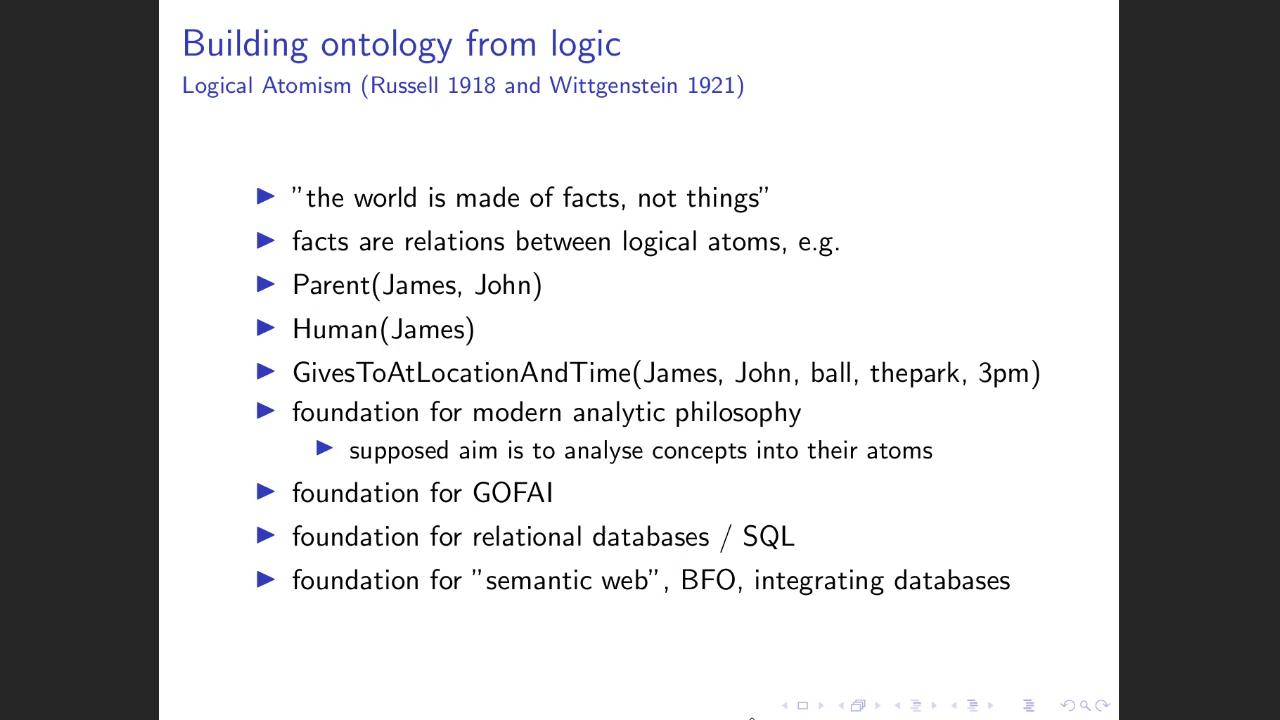 Building ontology from logic
Logical Atomism (Russell 1918 and Wittgenstein 1921)
”the world is made of facts, not things”
facts are relations between logical atoms, e.g.
Parent(James, John)
Human(James)
GivesToAtLocationAndTime(James, John, ball, thepark, 3pm)
foundation for modern analytic philosophy
supposed aim is to analyse concepts into their atoms
foundation for GOFAI
foundation for relational databases / SQL
foundation for ”semantic web”, BFO, integrating databases